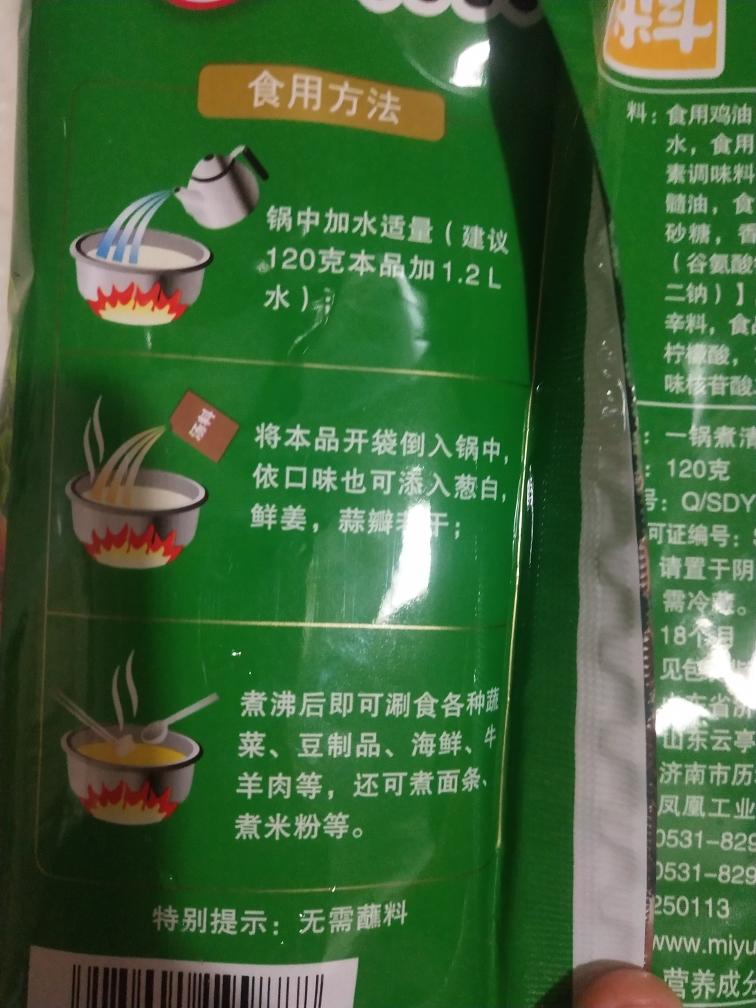 食用方法
锅中加水适量（建议
120克本品加1.2L
水）；
将本品开袋倒入锅中，
依口味也可添入葱白，
鲜姜，蒜瓣若干；
煮沸后即可涮食各种蔬
菜、豆制品、海鲜、牛
羊肉等，还可煮面条、
煮米粉等。
特别提示：无需蘸料
料
料：食用鸡油
水，食用
素调味料
髓油，食
砂糖，香
（谷氨酸
二钠）】
辛料，食品
柠檬酸，
味核苷酸
：一锅煮清
：120克
号：Q/SDY
可证编号：
请置于阴
需冷藏。
18个月
见包
山东云亭
济南市历
凤凰工业
0531-829
0531-829
250113
www.miyu
营养成分